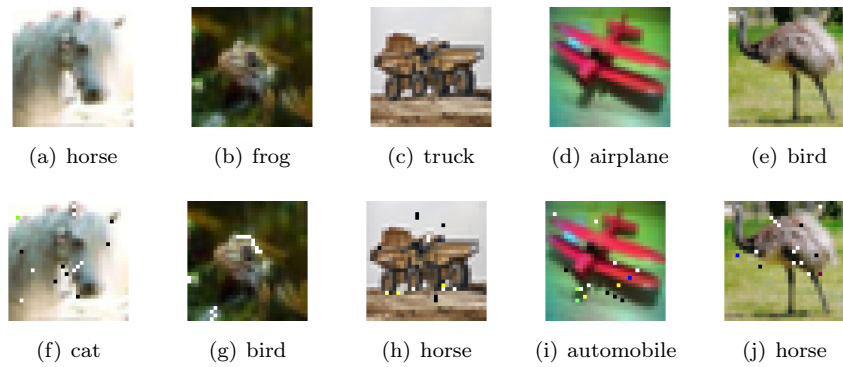 (a) horse
(b) frog
(c) truck
(d) airplane
(e) bird
(f) cat
(g) bird
(h) horse
(i) automobile
(j) horse